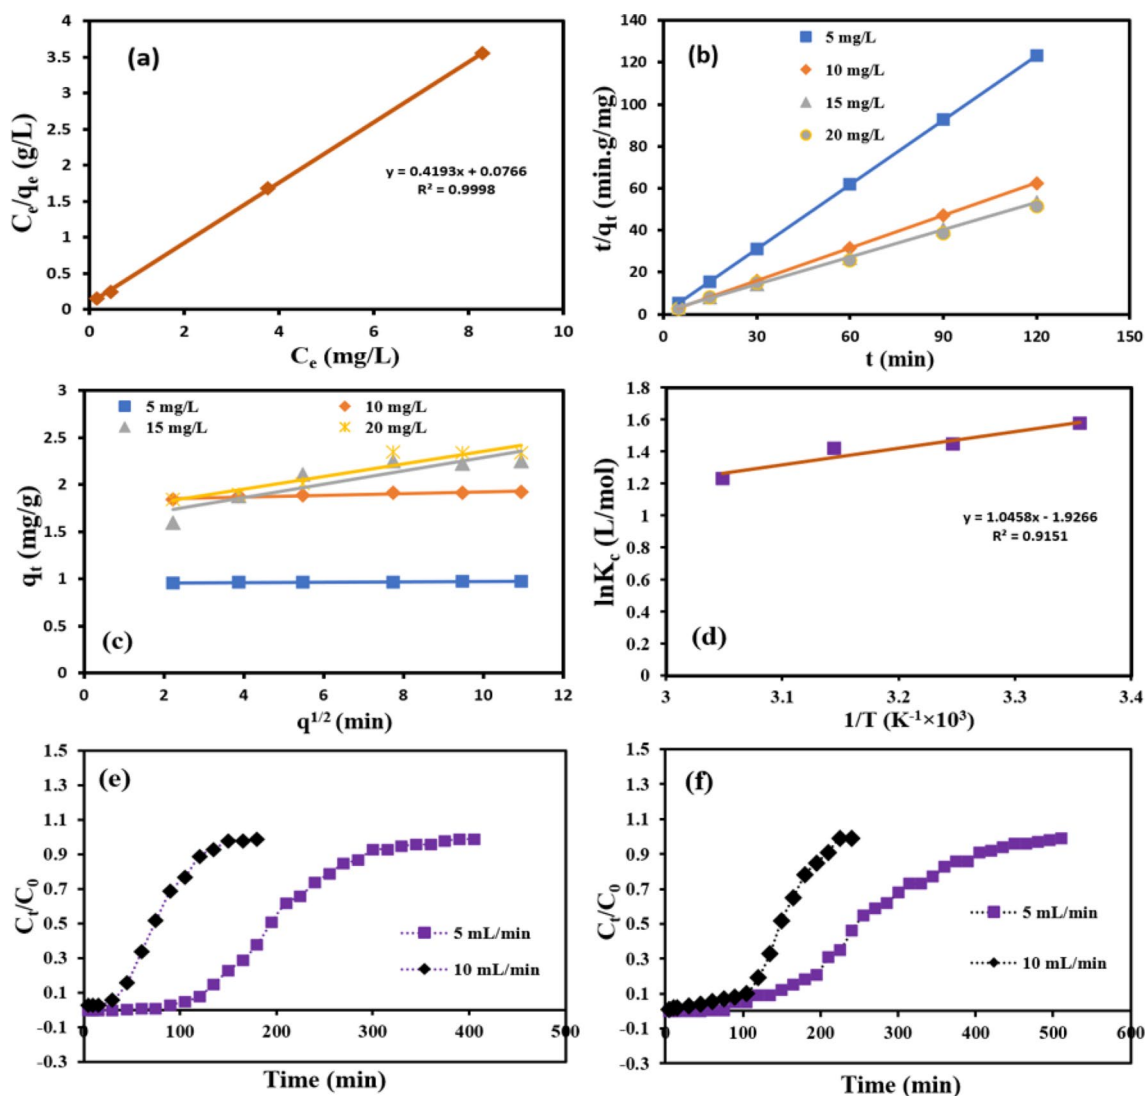 (a)
4
3.5
3
2.5
2
1.5
1
0.5
0
0 2 4 6 8 10
Cₑ/qₑ (g/L)
Cₑ (mg/L)
y = 0.4193x + 0.0766
R² = 0.9998
(b)
5 mg/L
10 mg/L
15 mg/L
20 mg/L
140
120
100
80
60
40
20
0
0 30 60 90 120 150
t/qₜ (min.g/mg)
t (min)
(c)
5 mg/L 10 mg/L
15 mg/L 20 mg/L
3
2.5
2
1.5
1
0.5
0
0 2 4 6 8 10 12
qₜ (mg/g)
q¹/² (min)
(d)
1.8
1.6
1.4
1.2
1
0.8
0.6
0.4
0.2
0
3 3.1 3.2 3.3 3.4
lnK꜀ (L/mol)
1/T (K⁻¹×10³)
y = 1.0458x - 1.9266
R² = 0.9151
(e)
1.5
1.3
1.1
0.9
0.7
0.5
0.3
0.1
-0.1
-0.3
0 100 200 300 400 500
Cₜ/C₀
Time (min)
5 mL/min
10 mL/min
(f)
1.5
1.3
1.1
0.9
0.7
0.5
0.3
0.1
-0.1
-0.3
0 100 200 300 400 500 600
Cₜ/C₀
Time (min)
5 mL/min
10 mL/min